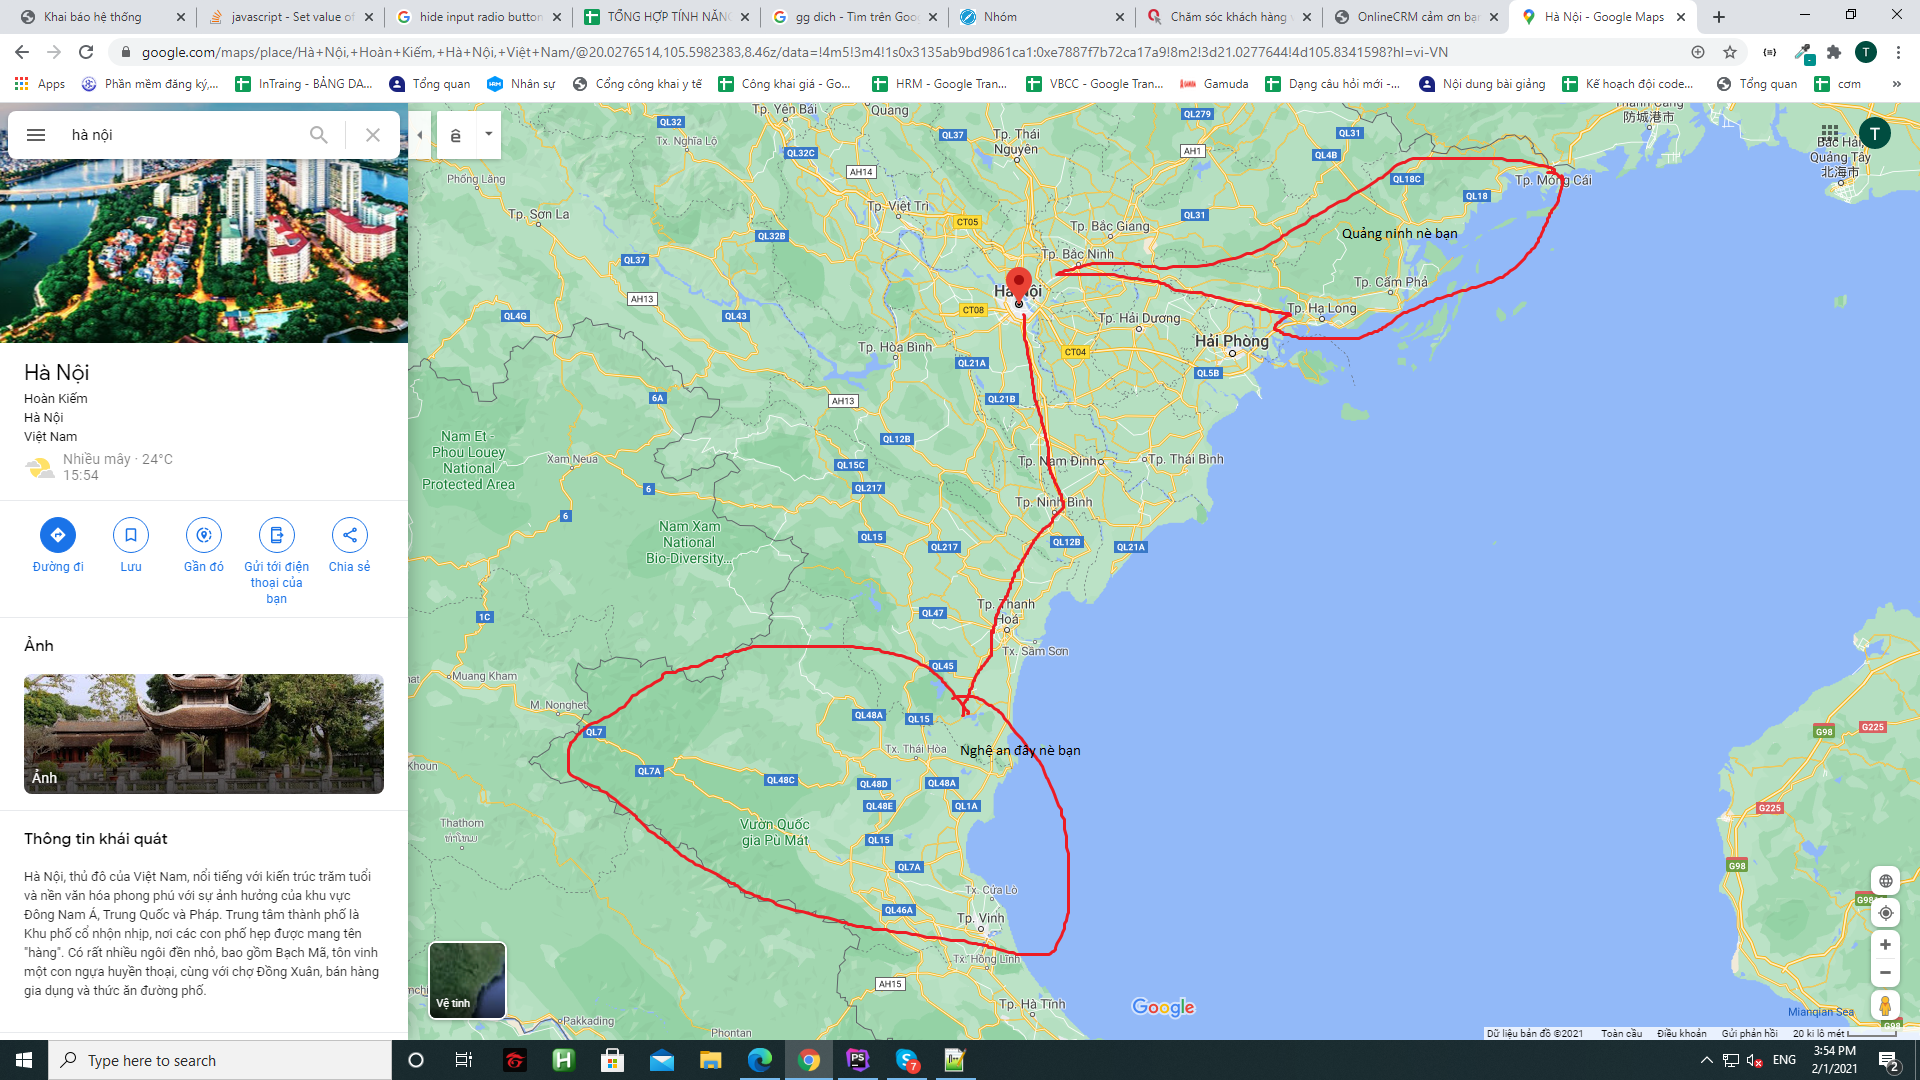 Khai báo hệ thống
javascript - Set value of
hide input radio button
TỔNG HỢP TÍNH NĂNG
gg dich - Tìm trên Goo
Nhóm
Chăm sóc khách hàng
OnlineCRM cảm ơn bạn
Hà Nội - Google Maps
google.com/maps/place/Hà+Nội,+Hoàn+Kiếm,+Hà+Nội,+Việt+Nam/@20.0276514,105.5982383,8.46z/data=!4m5!3m4!1s0x3135ab9bd9861ca1:0xe7887f7b72ca17a9!8m2!3d21.0277644!4d105.8341598?hl=vi-VN
T
Apps
Phần mềm đăng ký,...
InTraing - BẢNG DA...
Tổng quan
Nhân sự
Cổng công khai y tế
Công khai giá - Go...
HRM - Google Tran...
VBCC - Google Tran...
Gamuda
Dạng câu hỏi mới -...
Nội dung bài giảng
Kế hoạch đội code...
Tổng quan
cơm
»
hà nội
ê
T
Hà Nội
Hoàn Kiếm
Hà Nội
Việt Nam
Nhiều mây · 24°C
15:54
Đường đi
Lưu
Gần đó
Gửi tới điện
thoại của
bạn
Chia sẻ
Ảnh
Ảnh
Thông tin khái quát
Hà Nội, thủ đô của Việt Nam, nổi tiếng với kiến trúc trăm tuổi
và nền văn hóa phong phú với sự ảnh hưởng của khu vực
Đông Nam Á, Trung Quốc và Pháp. Trung tâm thành phố là
Khu phố cổ nhộn nhịp, nơi các con phố hẹp được mang tên
"hàng". Có rất nhiều ngôi đền nhỏ, bao gồm Bạch Mã, tôn vinh
một con ngựa huyền thoại, cùng với chợ Đồng Xuân, bán hàng
gia dụng và thức ăn đường phố.
Tp. Yên Bái
Quang
QL279
防城港市
QL32
QL37
Tp. Thái
Nguyên
QL31
Tx. Nghĩa Lộ
QL32C
AH1
QL4B
Bắc Hải,
Quảng Tây
北海市
Phong Lăng
AH14
QL18C
Tp. Móng Cái
Tp. Sơn La
Tp. Việt Trì
CT05
QL31
QL18
QL32B
Tp. Bắc Giang
Quảng ninh nè bạn
QL37
Tp. Bắc Ninh
AH13
Hà Nội
Tp. Cẩm Phả
QL4G
QL43
CT08
Tp. Hải Dương
Tp. Hạ Long
Tp. Hòa Bình
CT04
Hải Phòng
QL21A
QL5B
6A
AH13
QL21B
Nam Et -
Phou Louey
National
Protected Area
QL12B
Xam Neua
QL15C
Tp. Nam Định
Tp. Thái Bình
6
QL217
Tp. Ninh Bình
6
Nam Xam
National
Bio-Diversity...
QL15
QL217
QL12B
QL21A
1C
QL47
Tp. Thanh
Hoá
Tx. Sầm Sơn
QL45
Muang Kham
M. Nonghet
QL7
QL48A
QL15
Tx. Thái Hòa
Nghệ an đây nè bạn
G98
G225
Khoun
QL7A
QL48C
QL48D
QL48A
QL48E
QL1A
G225
Thathom
Vườn Quốc
gia Pù Mát
QL15
QL7A
G98
Tx. Cửa Lò
QL46A
Tp. Vinh
Tx. Hồng Lĩnh
AH15
Tp. Hà Tĩnh
Vệ tinh
Pakkading
Phontan
Google
Mianqian Sea
Dữ liệu bản đồ ©2021
Toàn cầu
Điều khoản
Gửi phản hồi
20 ki lô mét
Type here to search
7
ENG
3:54 PM
2/1/2021
2